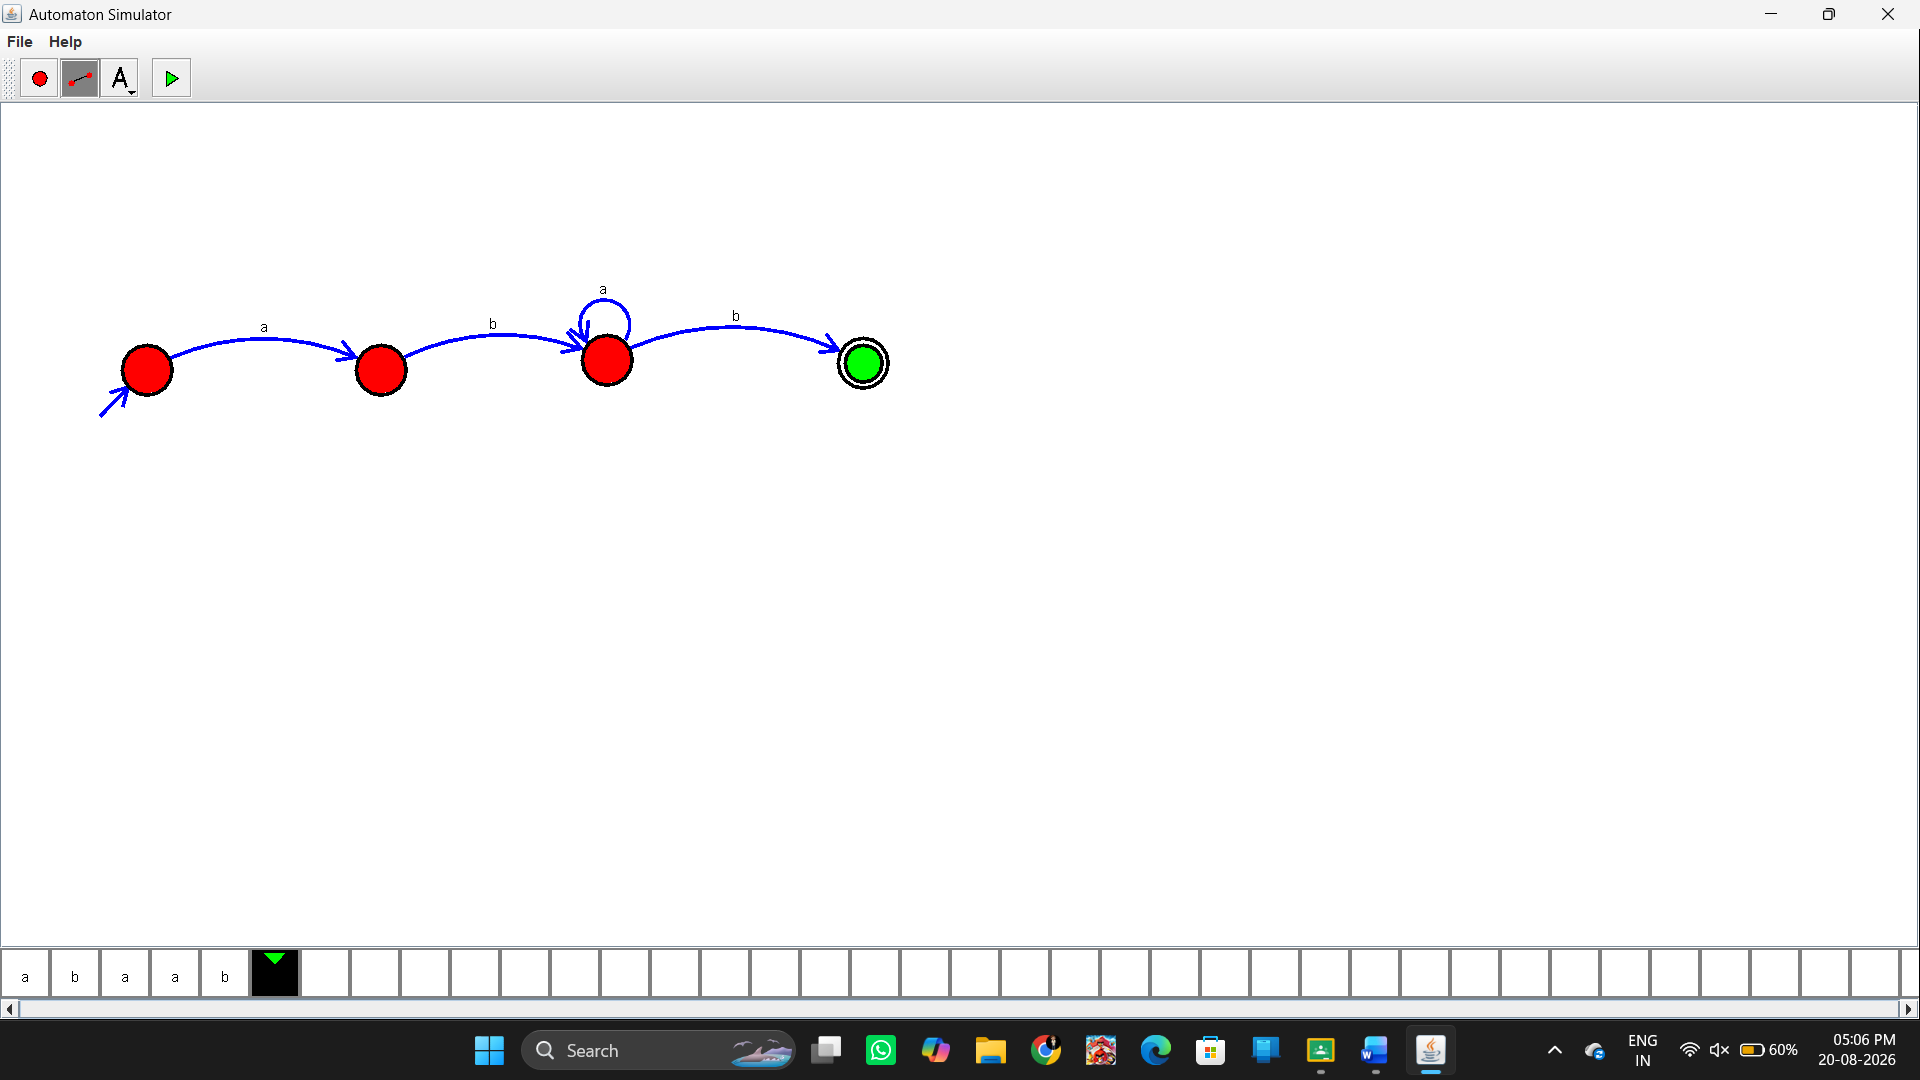 Automaton Simulator
File Help
A
a
a b b
a b a a b
Search
ENG
IN
60%
05:06 PM
20-08-2026